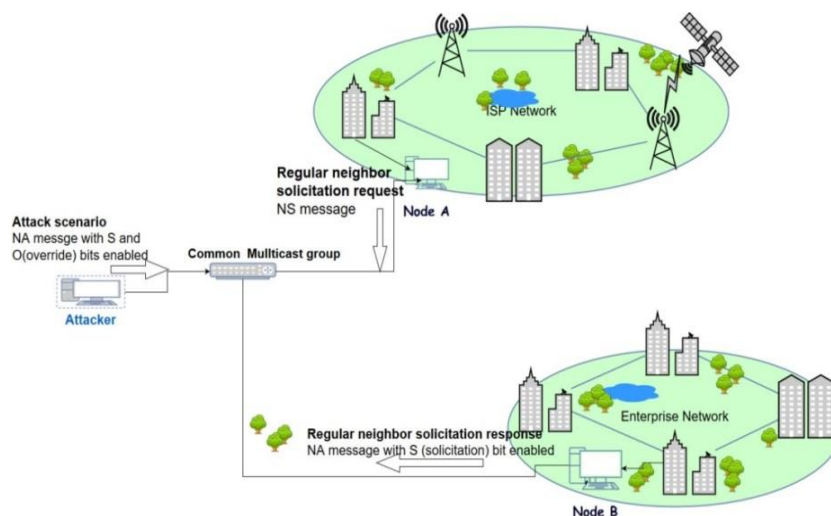 ISP Network
Regular neighbor
solicitation request
NS message
Node A
Attack scenario
NA messge with S and
O(override) bits enabled
Common Mullticast group
Attacker
Enterprise Network
Regular neighbor solicitation response
NA message with S (solicitation) bit enabled
Node B